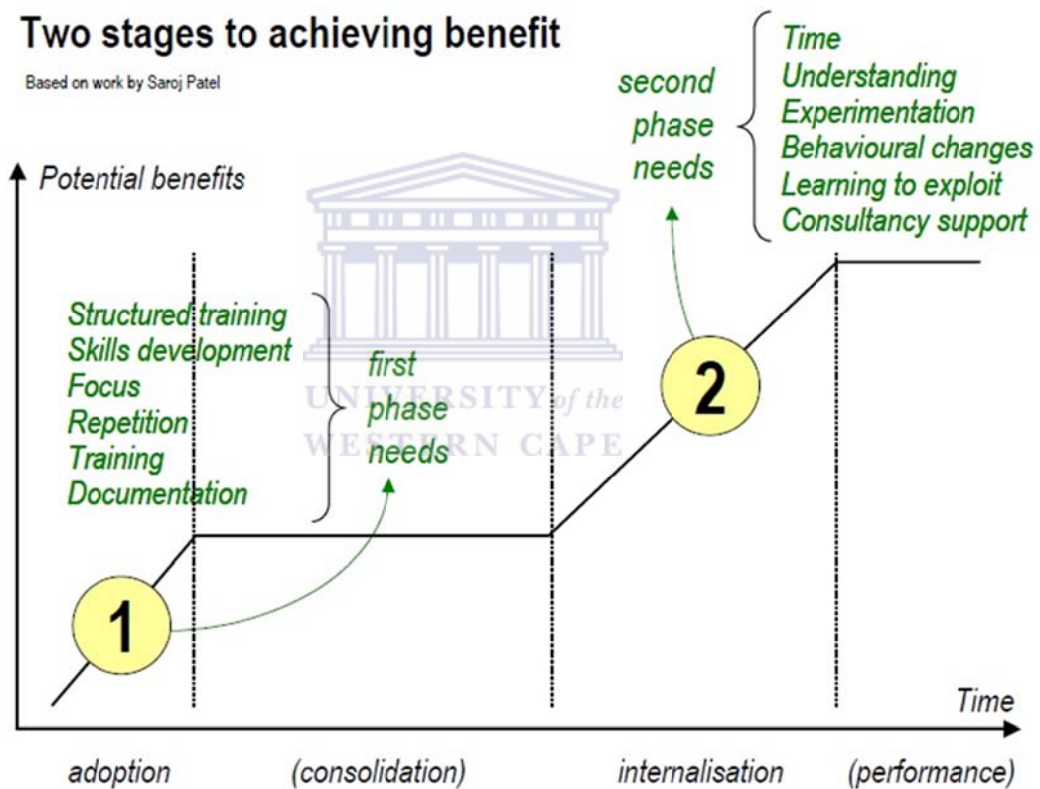 Two stages to achieving benefit
Based on work by Saroj Patel
Potential benefits
second
phase
needs
Time
Understanding
Experimentation
Behavioural changes
Learning to exploit
Consultancy support
Structured training
Skills development
Focus
Repetition
Training
Documentation
first
phase
needs
UNIVERSITY of the
WESTERN CAPE
1
2
Time
adoption
(consolidation)
internalisation
(performance)